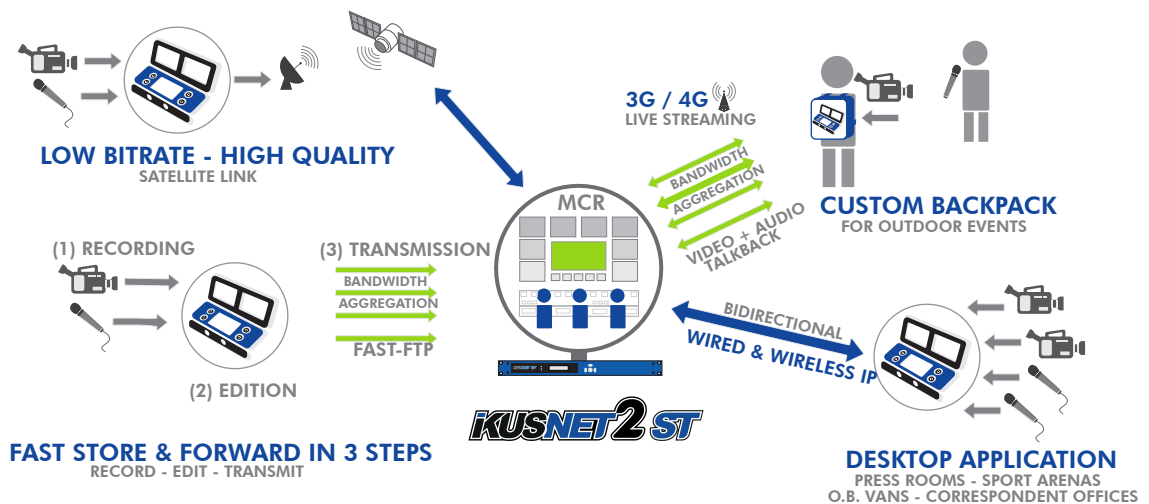 LOW BITRATE - HIGH QUALITY
SATELLITE LINK
3G / 4G
LIVE STREAMING
BANDWIDTH
AGGREGATION
VIDEO + AUDIO
TALKBACK
CUSTOM BACKPACK
FOR OUTDOOR EVENTS
MCR
(1) RECORDING
(2) EDITION
(3) TRANSMISSION
BANDWIDTH
AGGREGATION
FAST-FTP
FAST STORE & FORWARD IN 3 STEPS
RECORD - EDIT - TRANSMIT
iKUSNET2 ST
BIDIRECTIONAL
WIRED & WIRELESS IP
DESKTOP APPLICATION
PRESS ROOMS - SPORT ARENAS
O.B. VANS - CORRESPONDENT OFFICES